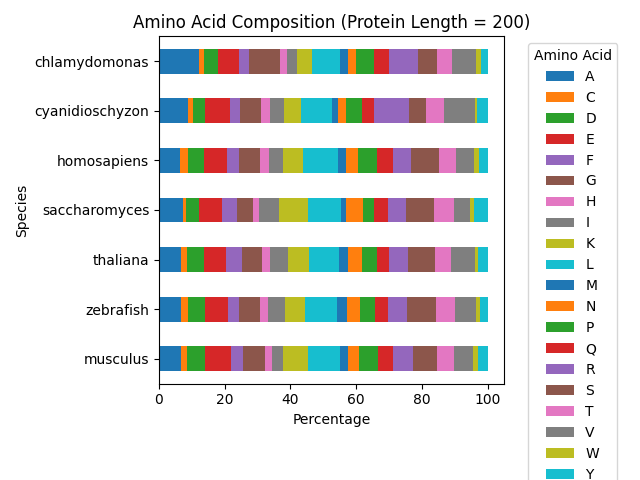 Amino Acid Composition (Protein Length = 200)
chlamydomonas
cyanidioschyzon
homosapiens
saccharomyces
thaliana
zebrafish
musculus
Species
0 20 40 60 80 100
Percentage
Amino Acid
A
C
D
E
F
G
H
I
K
L
M
N
P
Q
R
S
T
V
W
Y